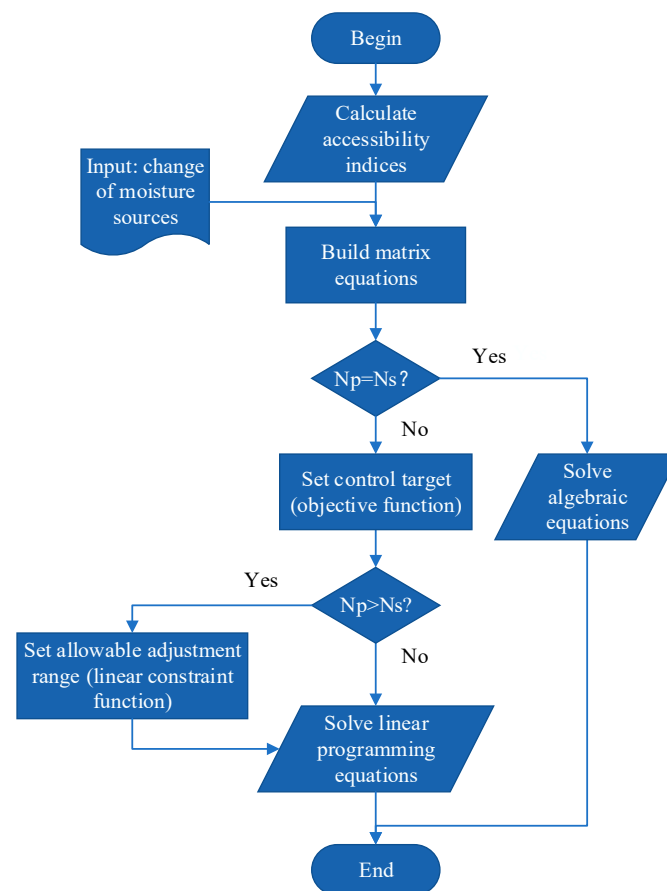 Begin
Calculate
accessibility
indices
Input: change
of moisture
sources
Build matrix
equations
Np=Ns?
Yes
No
Set control target
(objective function)
Solve
algebraic
equations
Np>Ns?
Yes
No
Set allowable adjustment
range (linear constraint
function)
Solve linear
programming
equations
End